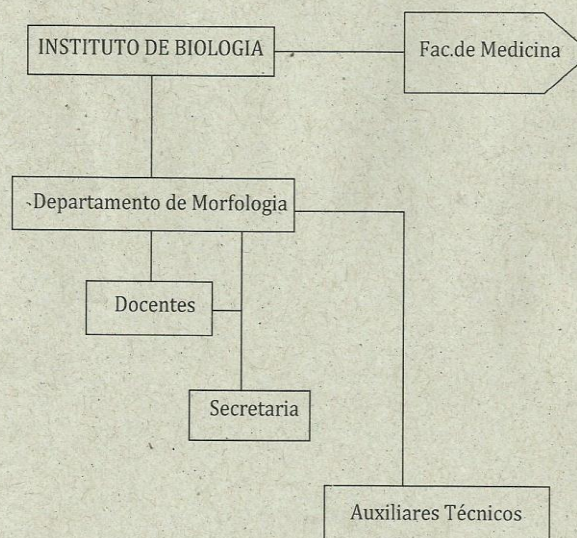 INSTITUTO DE BIOLOGIA
Fac.de Medicina
Departamento de Morfologia
Docentes
Secretaria
Auxiliares Técnicos